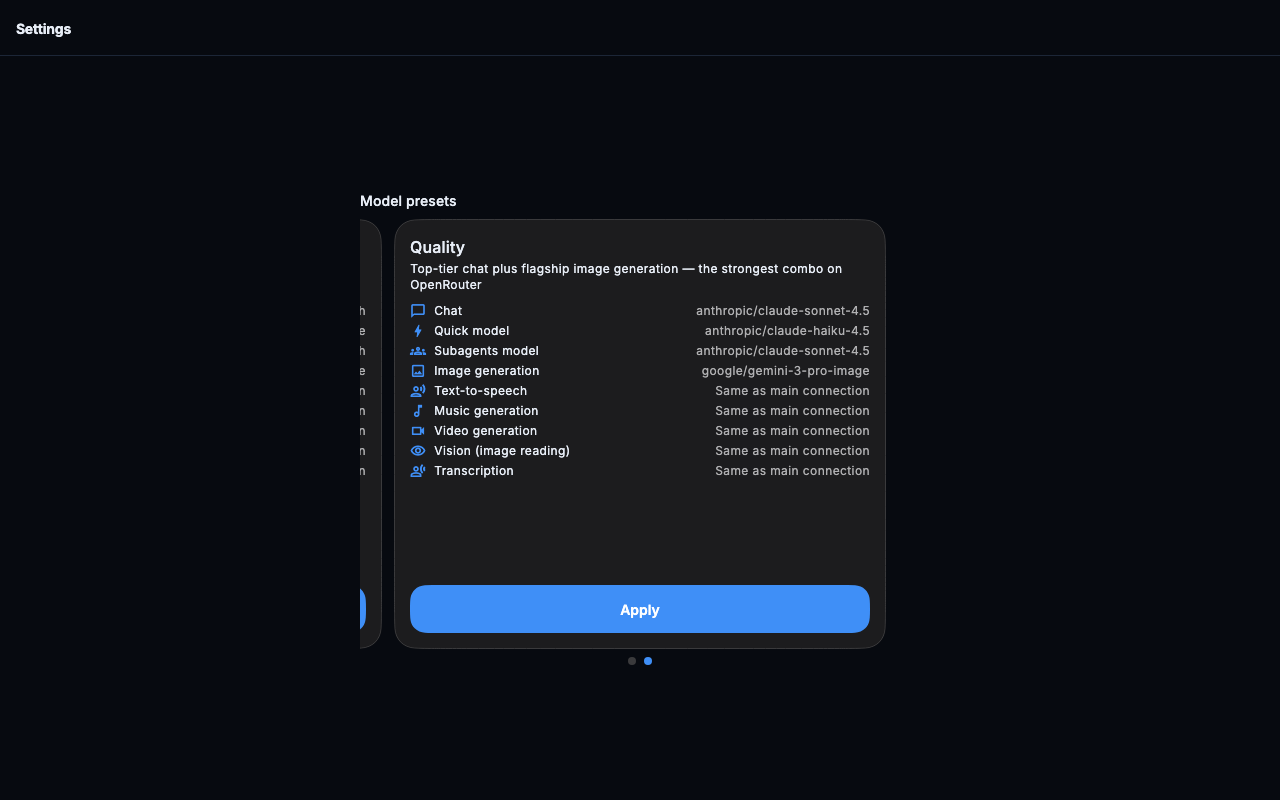 Settings
Model presets
Quality
Top-tier chat plus flagship image generation — the strongest combo on
OpenRouter
h
Chat anthropic/claude-sonnet-4.5
e
Quick model anthropic/claude-haiku-4.5
h
Subagents model anthropic/claude-sonnet-4.5
e
Image generation google/gemini-3-pro-image
n
Text-to-speech Same as main connection
n
Music generation Same as main connection
n
Video generation Same as main connection
n
Vision (image reading) Same as main connection
n
Transcription Same as main connection
Apply